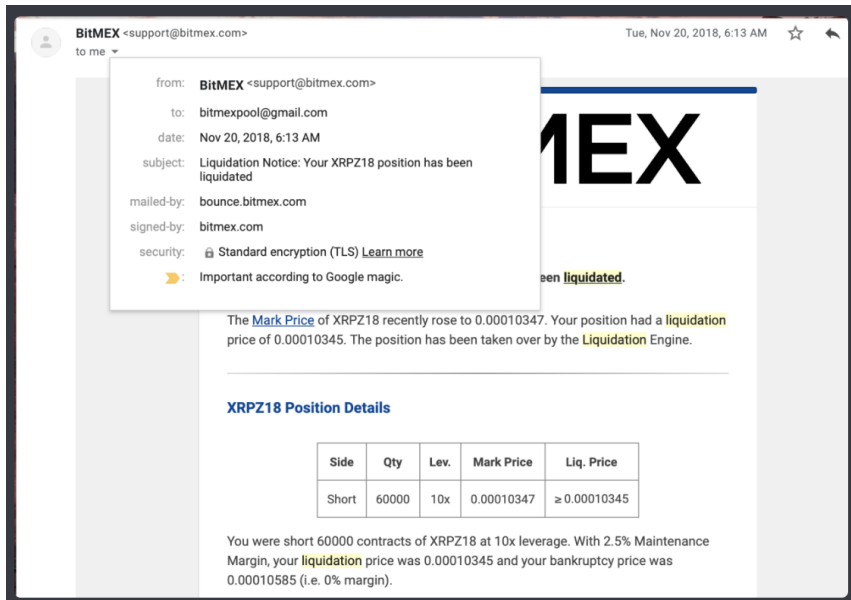 BitMEX <support@bitmex.com>
Tue, Nov 20, 2018, 6:13 AM
to me
from: BitMEX <support@bitmex.com>
to: bitmexpool@gmail.com
date: Nov 20, 2018, 6:13 AM
subject: Liquidation Notice: Your XRPZ18 position has been
liquidated
mailed-by: bounce.bitmex.com
signed-by: bitmex.com
security: Standard encryption (TLS) Learn more
: Important according to Google magic.
MEX
een liquidated.
The Mark Price of XRPZ18 recently rose to 0.00010347. Your position had a liquidation
price of 0.00010345. The position has been taken over by the Liquidation Engine.
XRPZ18 Position Details
Side Qty Lev. Mark Price Liq. Price
Short 60000 10x 0.00010347 ≥ 0.00010345
You were short 60000 contracts of XRPZ18 at 10x leverage. With 2.5% Maintenance
Margin, your liquidation price was 0.00010345 and your bankruptcy price was
0.00010585 (i.e. 0% margin).